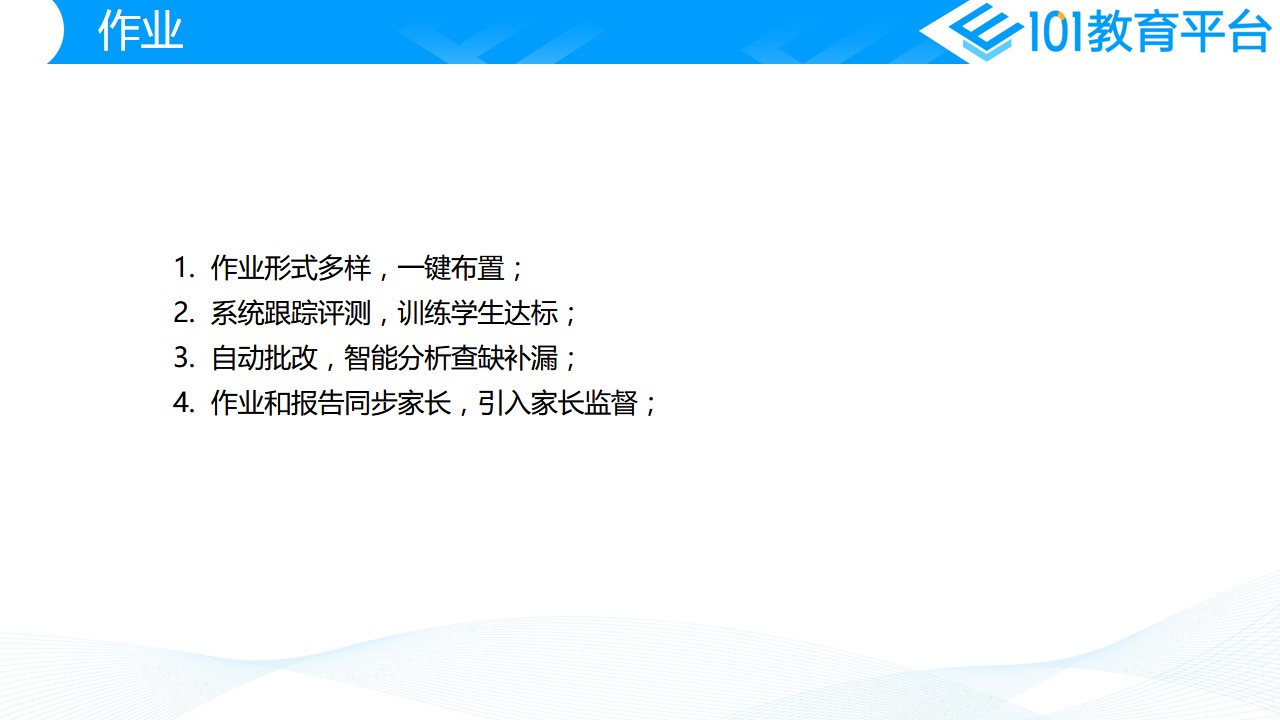 作业
101教育平台
1. 作业形式多样，一键布置；
2. 系统跟踪评测，训练学生达标；
3. 自动批改，智能分析查缺补漏；
4. 作业和报告同步家长，引入家长监督；